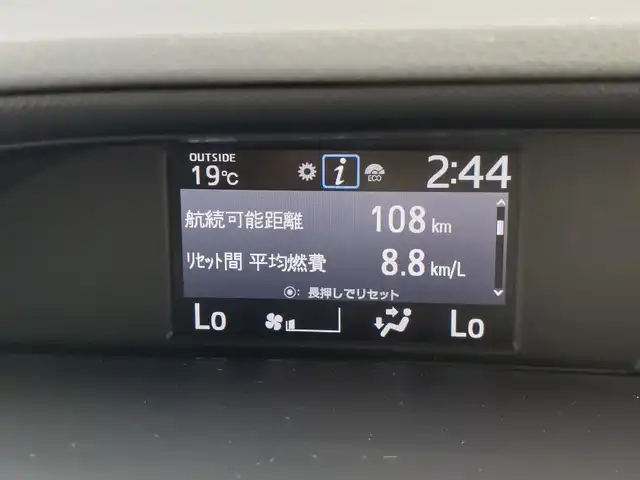 OUTSIDE
19℃
i
ECO
2:44
航続可能距離 108 km
リセット間 平均燃費 8.8 km/L
◉: 長押しでリセット
Lo
Lo